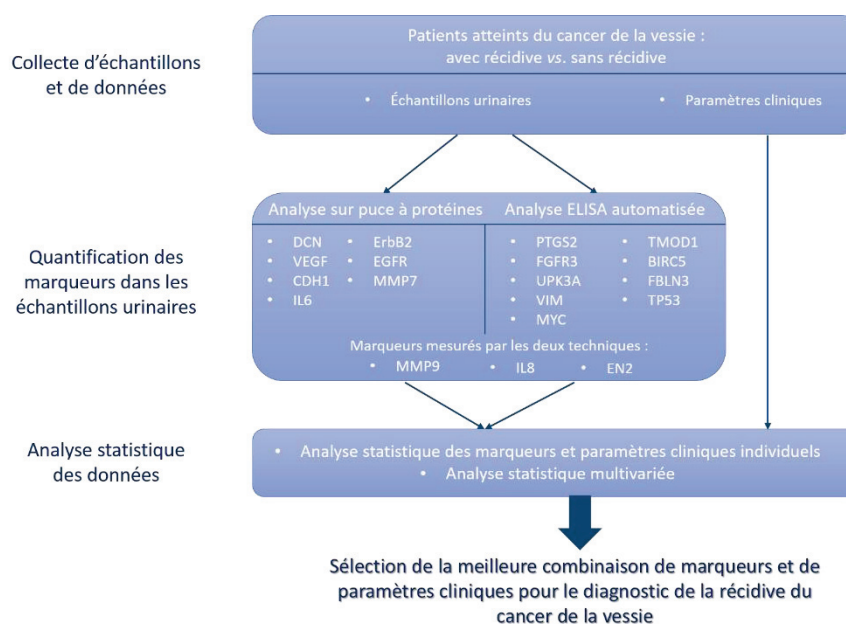 Collecte d'échantillons
et de données
Patients atteints du cancer de la vessie :
avec récidive vs. sans récidive
• Échantillons urinaires
• Paramètres cliniques
Quantification des
marqueurs dans les
échantillons urinaires
Analyse sur puce à protéines
• DCN
• VEGF
• CDH1
• IL6
• ErbB2
• EGFR
• MMP7
Analyse ELISA automatisée
• PTGS2
• FGFR3
• UPK3A
• VIM
• MYC
• TMOD1
• BIRC5
• FBLN3
• TP53
Marqueurs mesurés par les deux techniques :
• MMP9
• IL8
• EN2
Analyse statistique
des données
• Analyse statistique des marqueurs et paramètres cliniques individuels
• Analyse statistique multivariée
Sélection de la meilleure combinaison de marqueurs et de
paramètres cliniques pour le diagnostic de la récidive du
cancer de la vessie